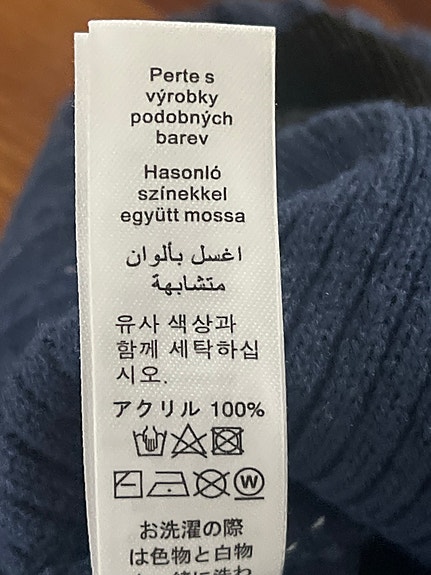 Perte s
výrobky
podobných
barev
Hasonló
színekkel
együtt mossa
اغسل بألوان
متشابهة
유사 색상과
함께 세탁하십
시오.
アクリル 100%
W
お洗濯の際
は色物と白物